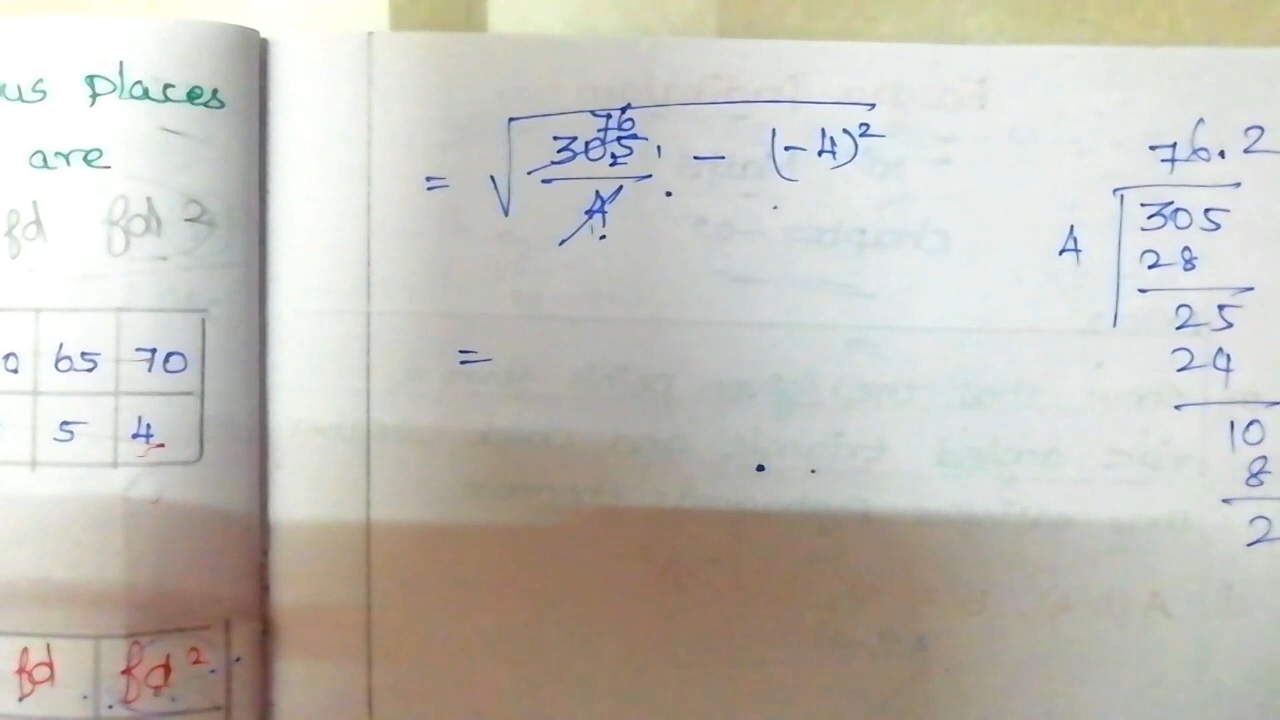 us places
are
fd fd2
0 65 70
5 4
fd fd²
76
= √305/4 - (-4)²
=
76.2
4 305
28
25
24
10
8
2